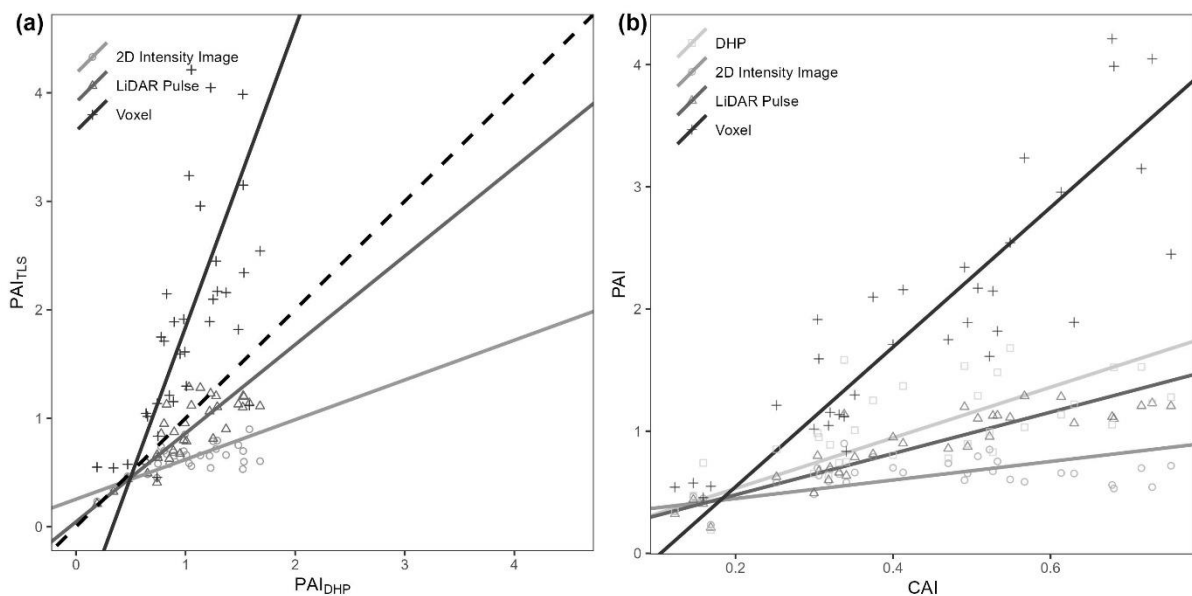 (a)
2D Intensity Image
LiDAR Pulse
Voxel
4
3
2
1
0
PAI_TLS
0 1 2 3 4
PAI_DHP
(b)
DHP
2D Intensity Image
LiDAR Pulse
Voxel
4
3
2
1
0
PAI
0.2 0.4 0.6
CAI